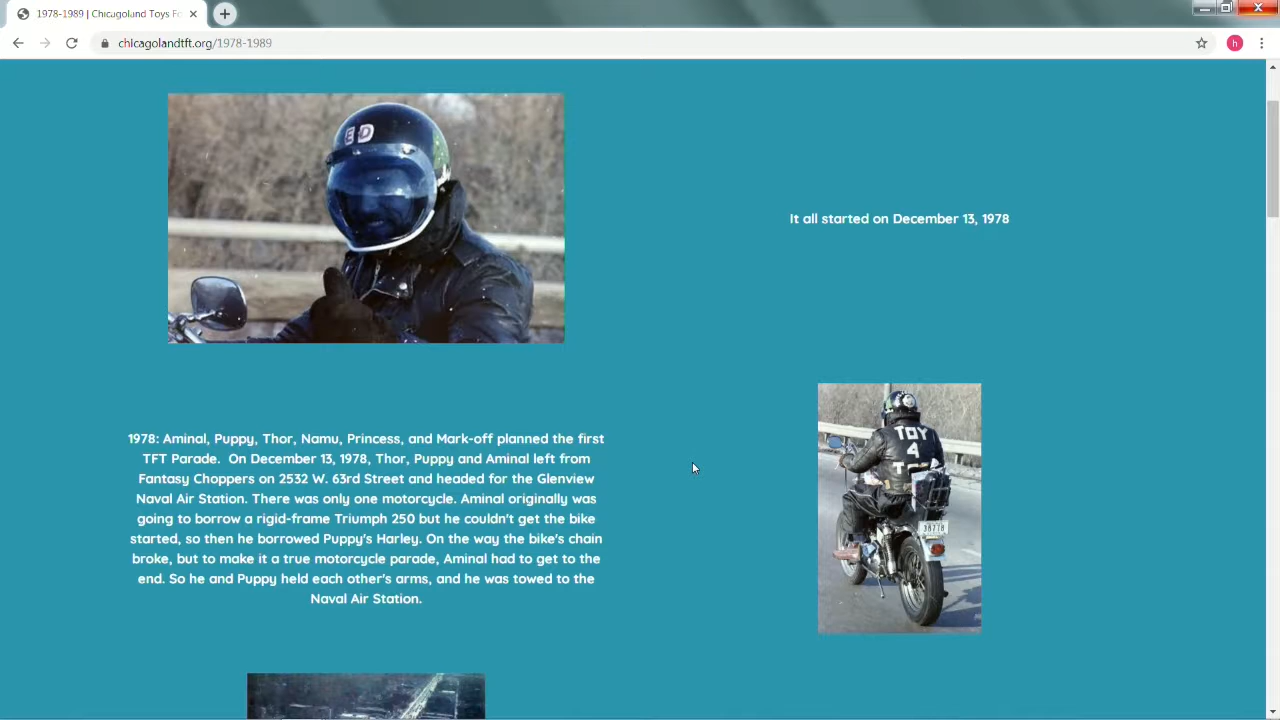 1978-1989 | Chicagoland Toys Fo
chicagolandtft.org/1978-1989
h
ED
It all started on December 13, 1978
TOY
4
1978: Aminal, Puppy, Thor, Namu, Princess, and Mark-off planned the first
TFT Parade. On December 13, 1978, Thor, Puppy and Aminal left from
Fantasy Choppers on 2532 W. 63rd Street and headed for the Glenview
Naval Air Station. There was only one motorcycle. Aminal originally was
going to borrow a rigid-frame Triumph 250 but he couldn't get the bike
started, so then he borrowed Puppy's Harley. On the way the bike's chain
broke, but to make it a true motorcycle parade, Aminal had to get to the
end. So he and Puppy held each other's arms, and he was towed to the
Naval Air Station.